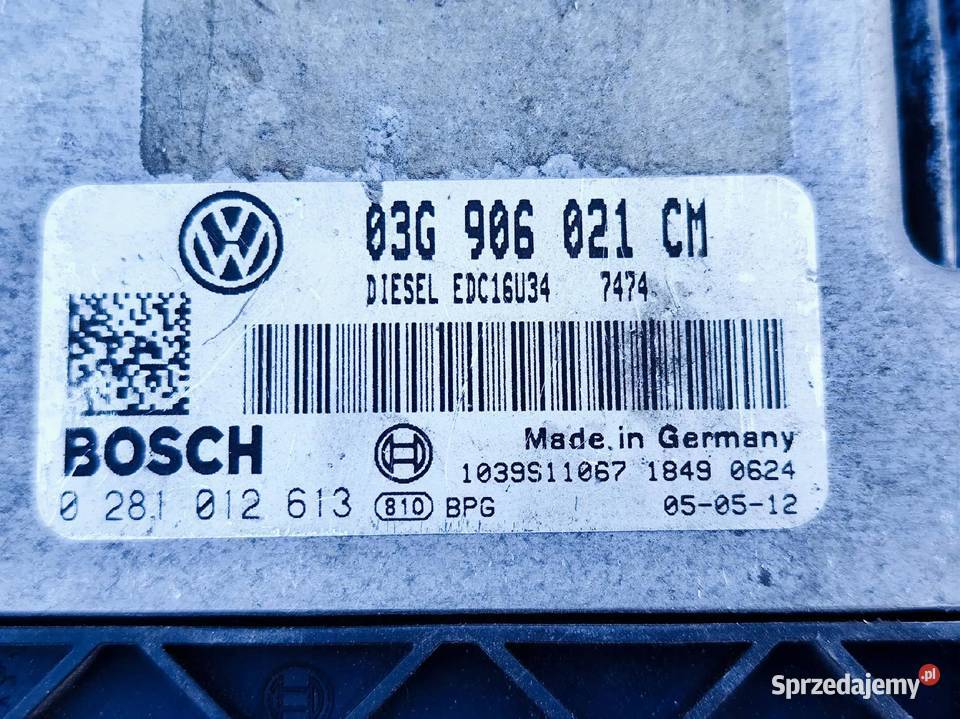 03G 906 021 CM
DIESEL EDC16U34 7474
BOSCH
Made in Germany
1039S11067 1849 0624
0 281 012 613 810 BPG 05-05-12
Sprzedajemy.pl